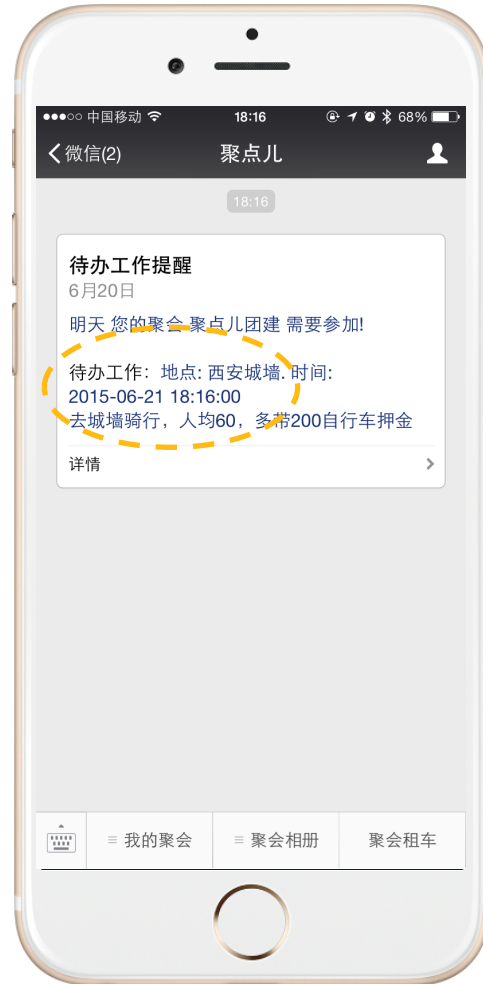 中国移动 18:16 68%
微信(2) 聚点儿
18:16
待办工作提醒
6月20日
明天 您的聚会 聚点儿团建 需要参加!
待办工作：地点: 西安城墙. 时间:
2015-06-21 18:16:00
去城墙骑行，人均60，多带200自行车押金
详情
≡ 我的聚会 ≡ 聚会相册 聚会租车